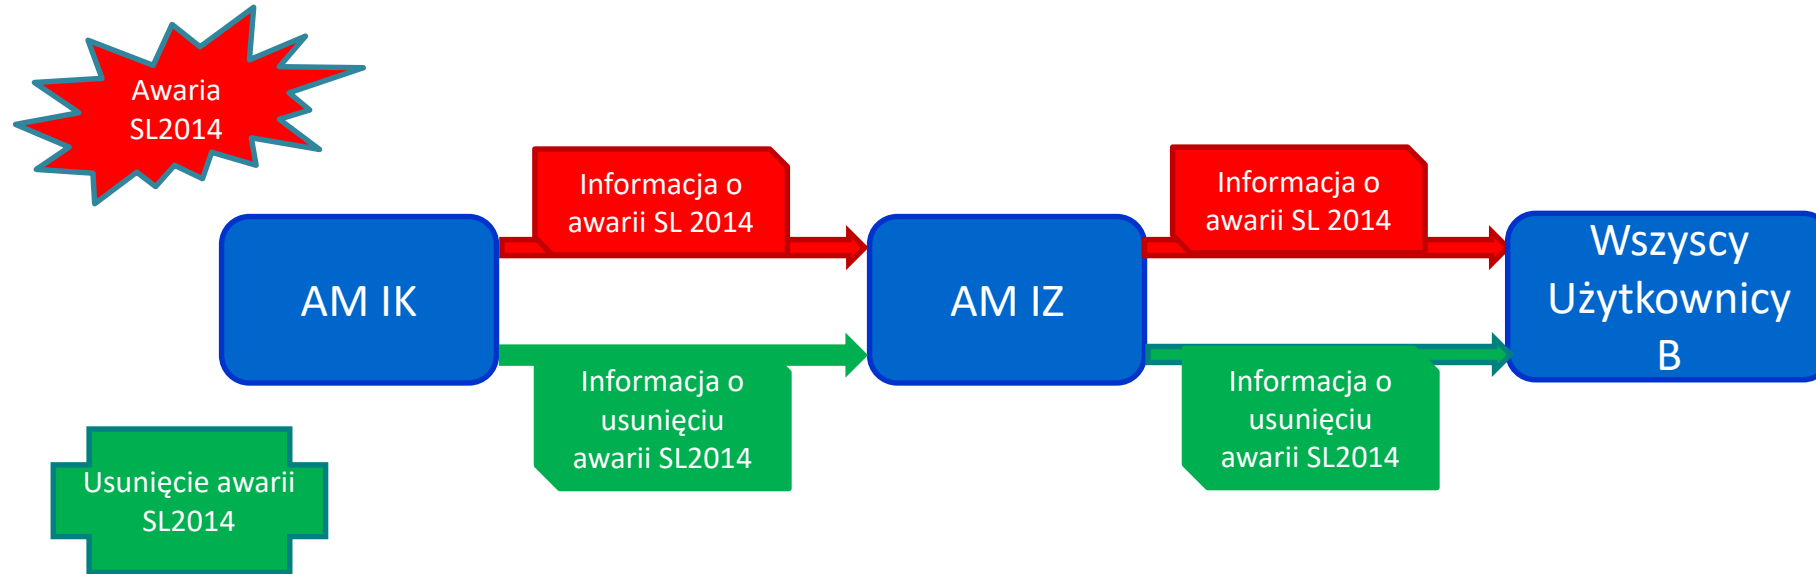 Awaria
SL2014
Informacja o
awarii SL 2014
Informacja o
awarii SL 2014
AM IK
AM IZ
Wszyscy
Użytkownicy
B
Informacja o
usunięciu
awarii SL2014
Informacja o
usunięciu
awarii SL2014
Usunięcie awarii
SL2014